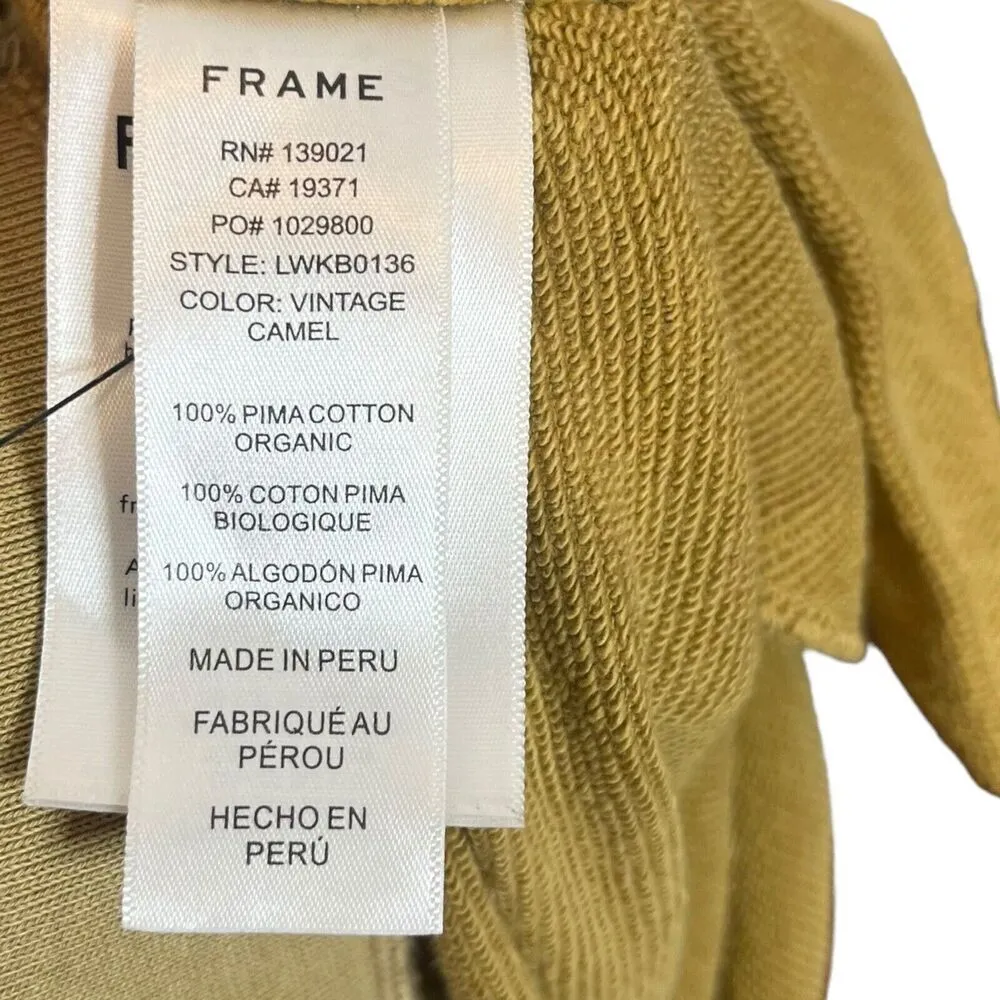 FRAME
RN# 139021
CA# 19371
PO# 1029800
STYLE: LWKB0136
COLOR: VINTAGE
CAMEL
100% PIMA COTTON
ORGANIC
100% COTON PIMA
BIOLOGIQUE
100% ALGODÓN PIMA
ORGANICO
MADE IN PERU
FABRIQUÉ AU
PÉROU
HECHO EN
PERÚ